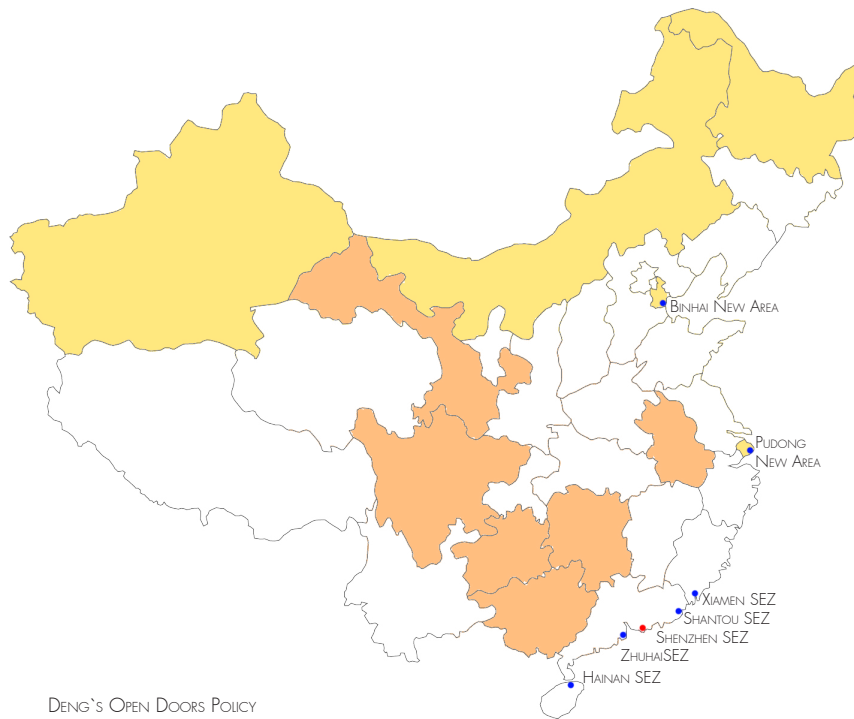 Binhai New Area
Pudong
New Area
Xiamen SEZ
Shantou SEZ
Shenzhen SEZ
ZhuhaiSEZ
Hainan SEZ
Deng`s Open Doors Policy